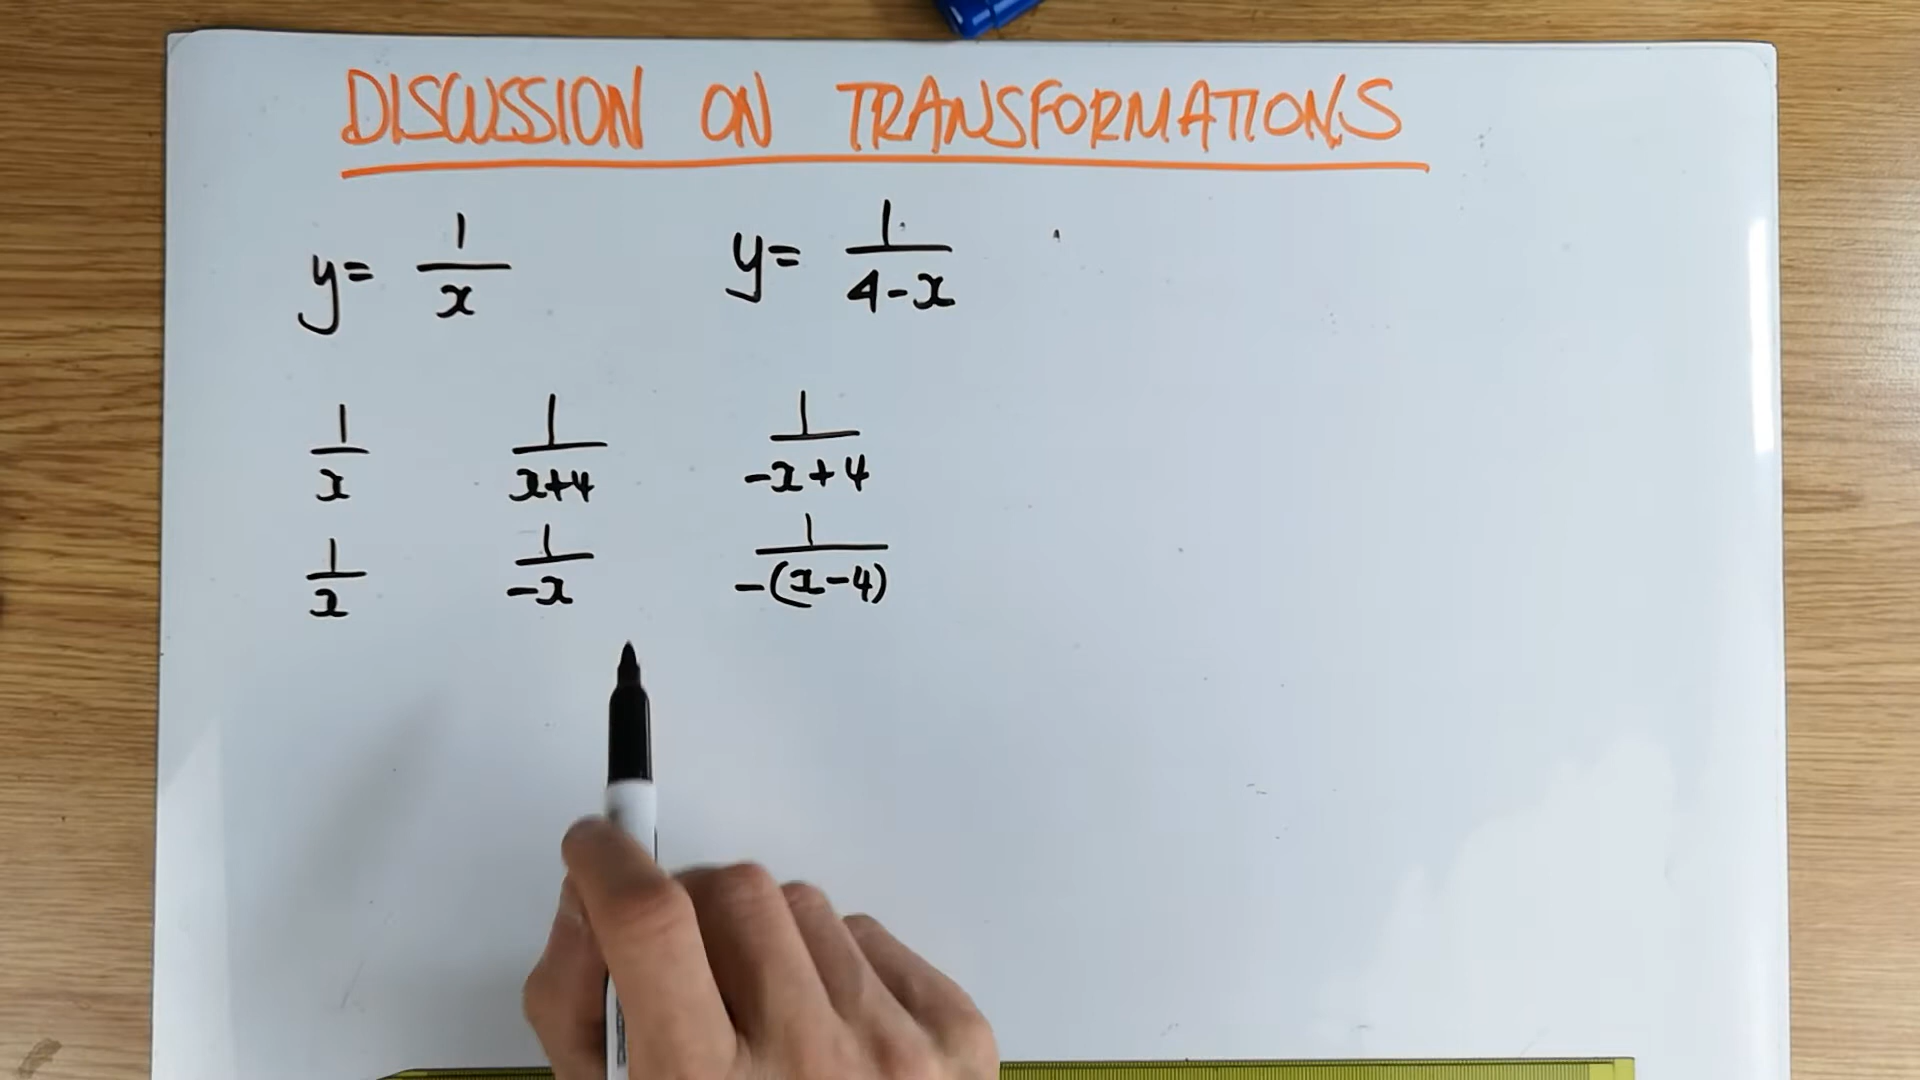 DISCUSSION ON TRANSFORMATIONS
y = 1/x y = 1/(4-x)
1/x 1/(x+4) 1/(-x+4)
1/x 1/(-x) 1/(-(x-4))